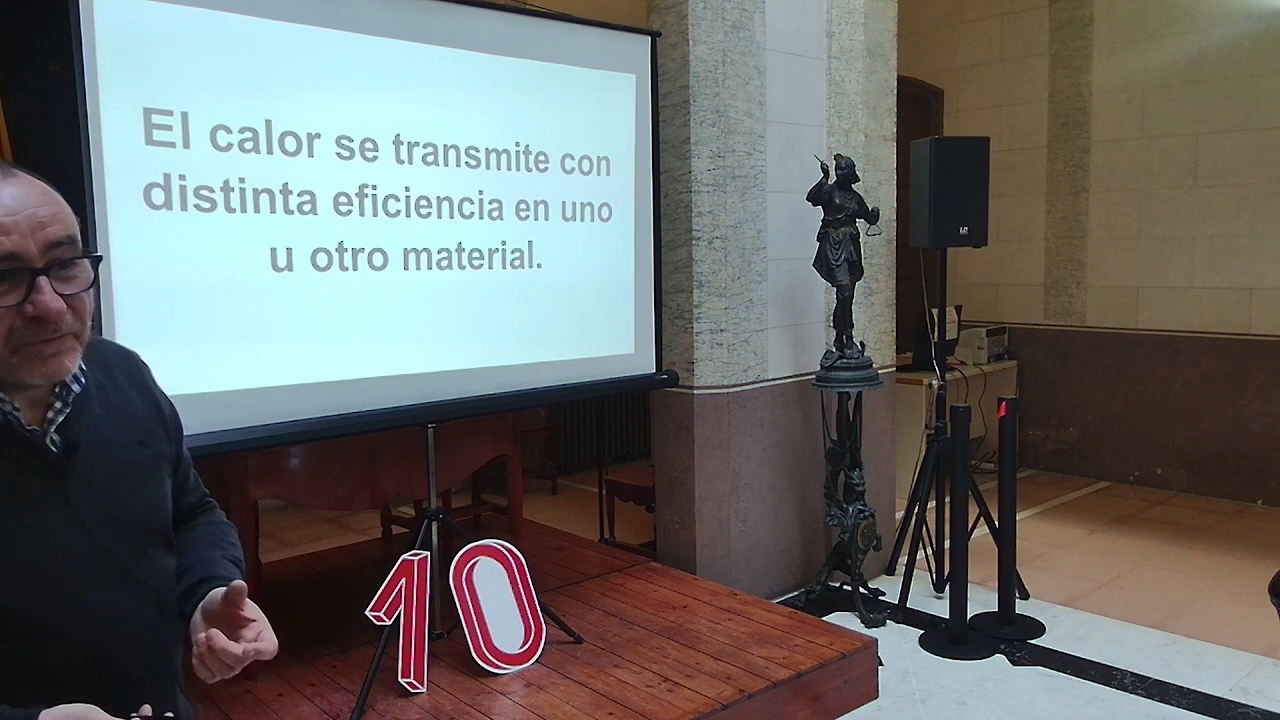 El calor se transmite con
distinta eficiencia en uno
u otro material.
10